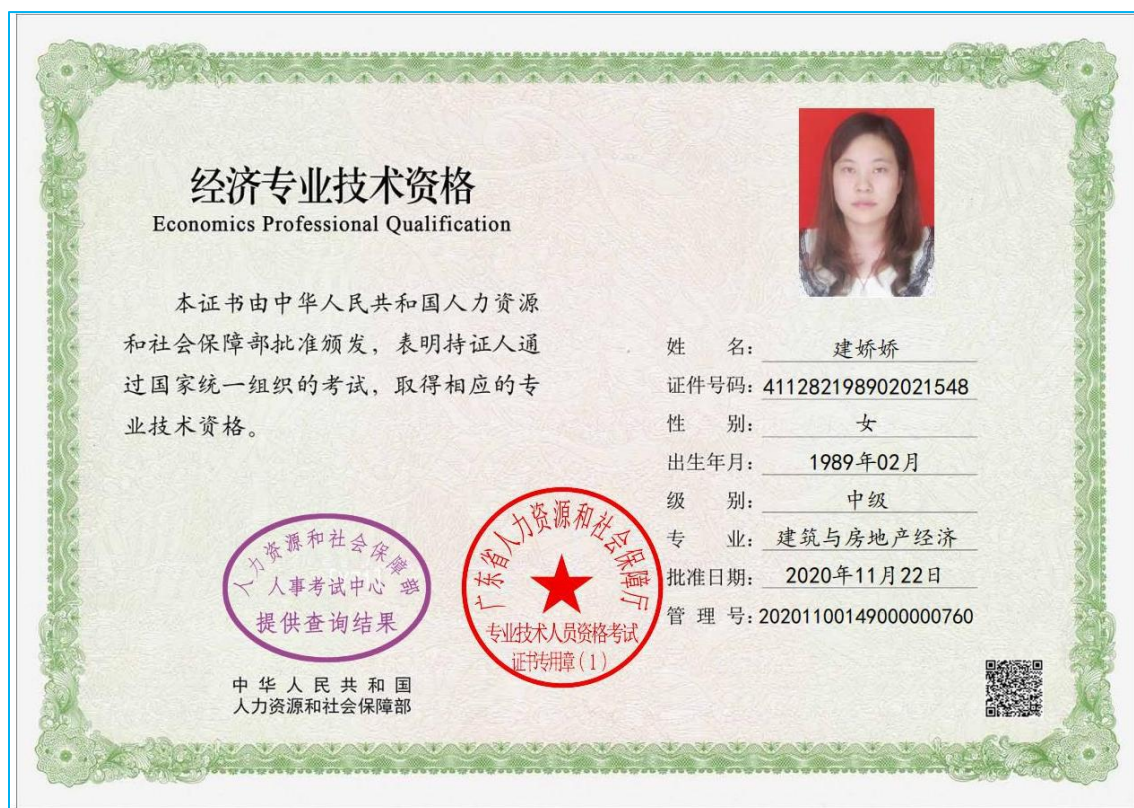 经济专业技术资格
Economics Professional Qualification
本证书由中华人民共和国人力资源
和社会保障部批准颁发，表明持证人通
过国家统一组织的考试，取得相应的专
业技术资格。
姓 名：建娇娇
证件号码：411282198902021548
性 别：女
出生年月：1989年02月
级 别：中级
专 业：建筑与房地产经济
批准日期：2020年11月22日
管 理 号：20201100149000000760
人力资源和社会保障部
人事考试中心
提供查询结果
广东省人力资源和社会保障厅
专业技术人员资格考试
证书专用章(1)
中华人民共和国
人力资源和社会保障部